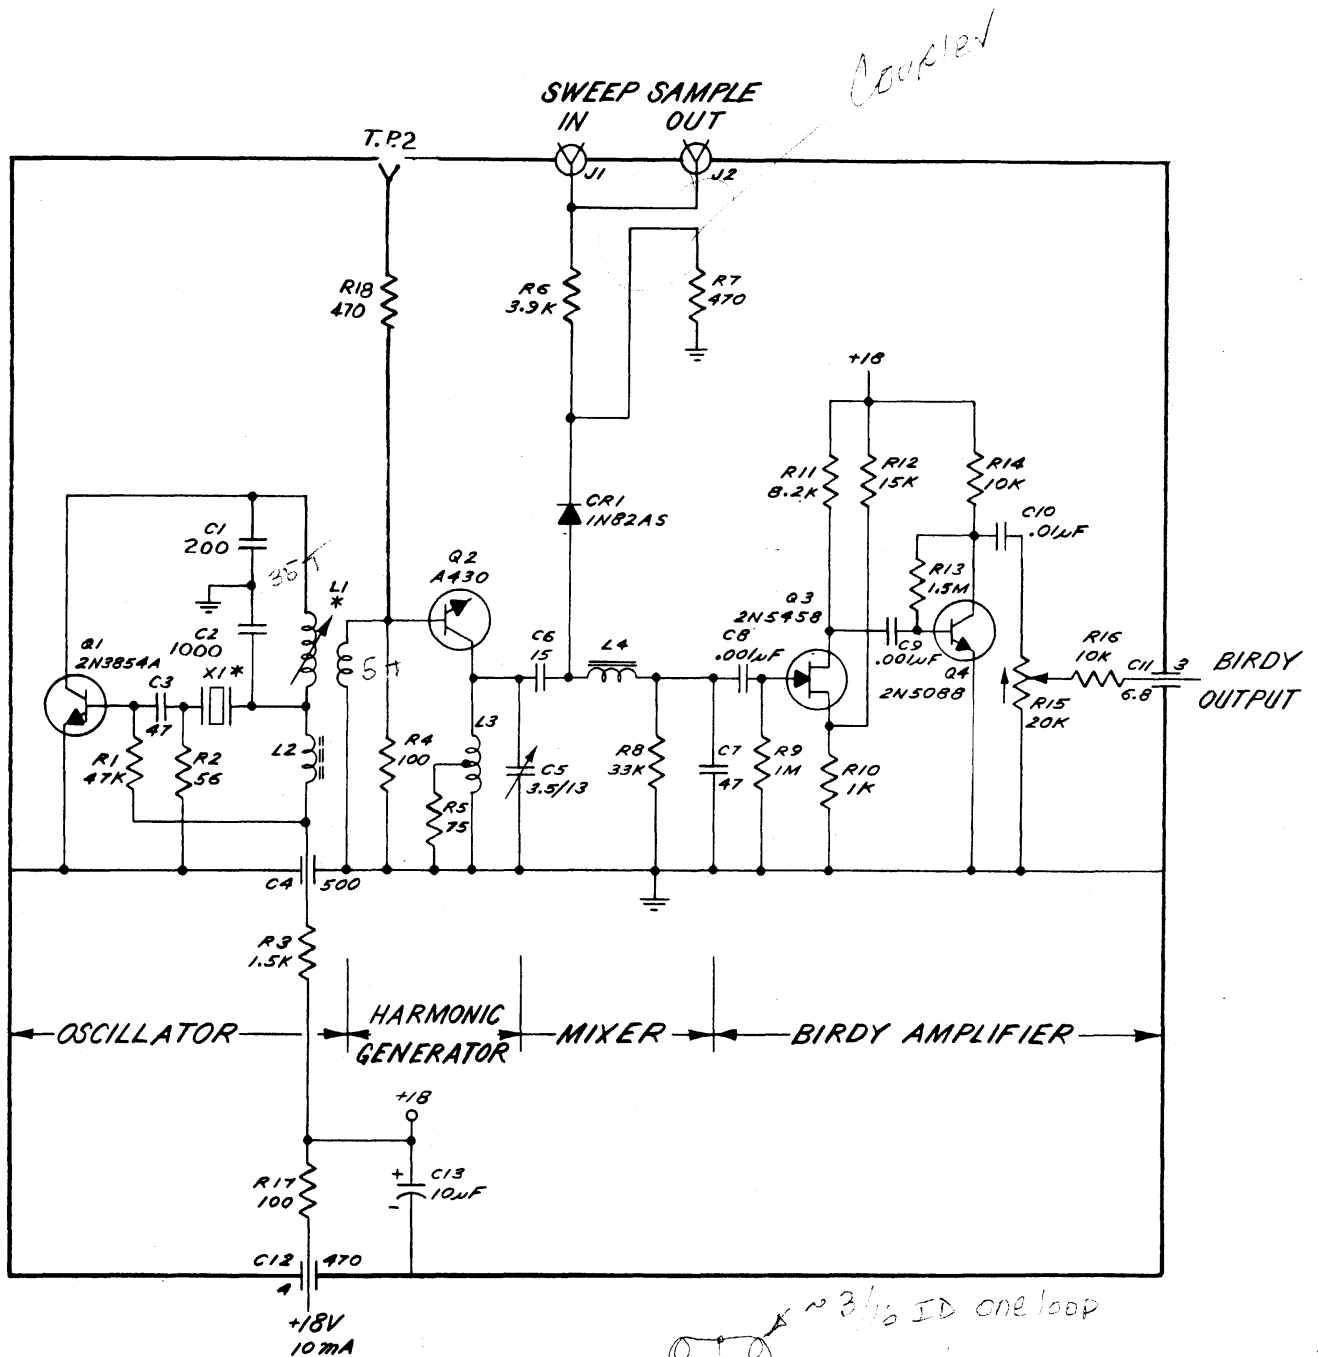 Courier
SWEEP SAMPLE
IN OUT
T.P.2
J1 J2
R18
470
R6
3.9K
R7
470
+18
R11
8.2K
R12
15K
R14
10K
CR1
1N82AS
C10
.01µF
C1
200
35T
L1
*
Q2
A430
R13
1.5M
Q3
2N5458
C2
1000
Q1
2N3854A
X1*
5T
C6
15
L4
C8
.001µF
C9
.001µF
Q4
2N5088
R16
10K
C11
3
6.8
BIRDY
OUTPUT
C3
47
R15
20K
R1
47K
R2
56
L2
R4
100
L3
C5
3.5/13
R8
33K
C7
47
R9
1M
R10
1K
R5
75
C4 500
R3
1.5K
OSCILLATOR
HARMONIC
GENERATOR
MIXER
BIRDY AMPLIFIER
+18
R17
100
+
C13
10µF
-
C12 470
4
+18V
10mA
~ 3/16 ID one loop